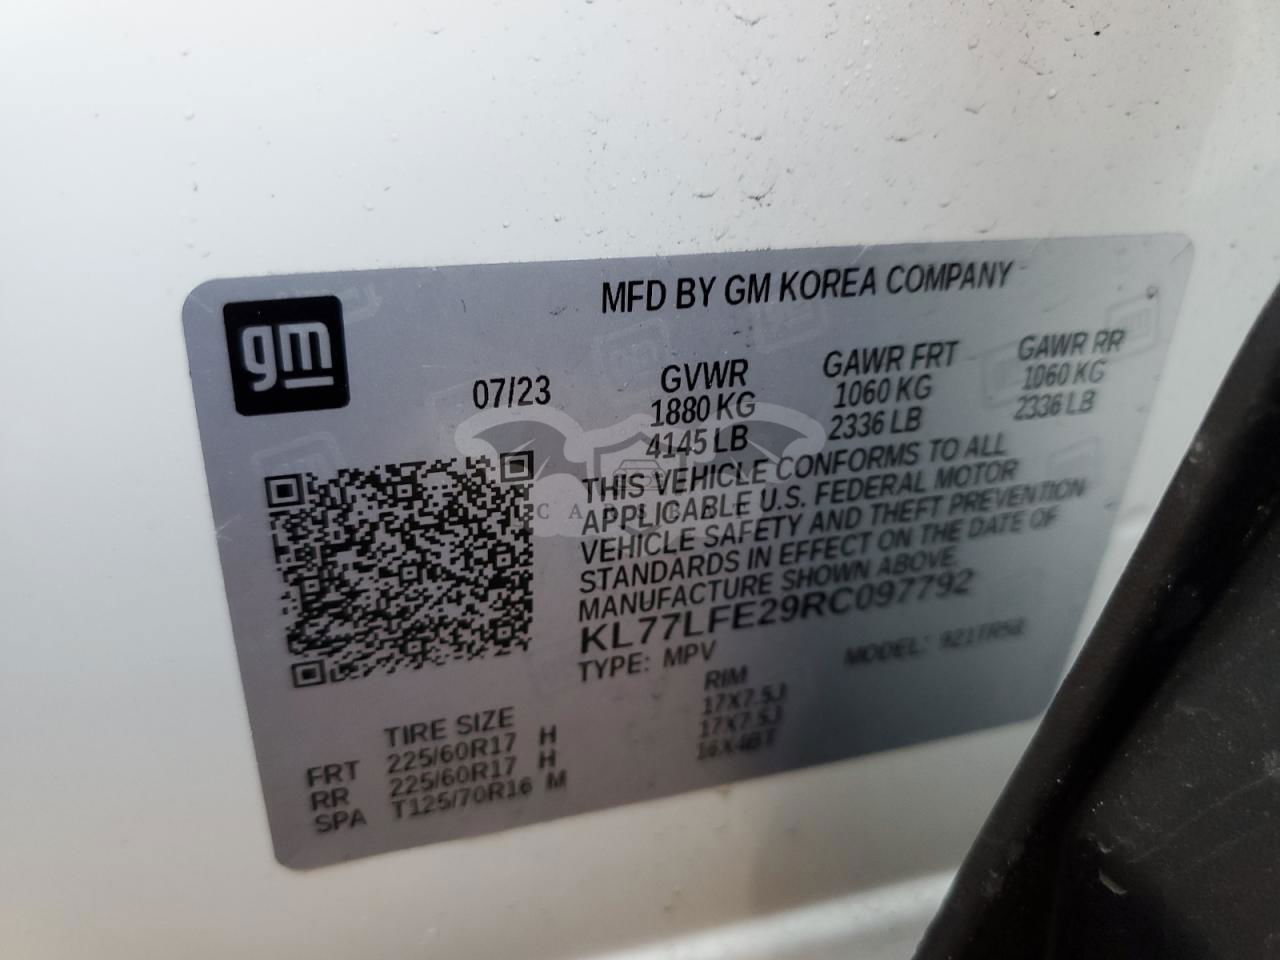 gm
MFD BY GM KOREA COMPANY
07/23
GVWR
1880 KG
4145 LB
GAWR FRT
1060 KG
2336 LB
GAWR RR
1060 KG
2336 LB
THIS VEHICLE CONFORMS TO ALL
APPLICABLE U.S. FEDERAL MOTOR
VEHICLE SAFETY AND THEFT PREVENTION
STANDARDS IN EFFECT ON THE DATE OF
MANUFACTURE SHOWN ABOVE.
KL77LFE29RC097792
TYPE: MPV
MODEL:
TIRE SIZE RIM
FRT 225/60R17 H 17X7.5J
RR 225/60R17 H 17X7.5J
SPA T125/70R16 M 16X4BT